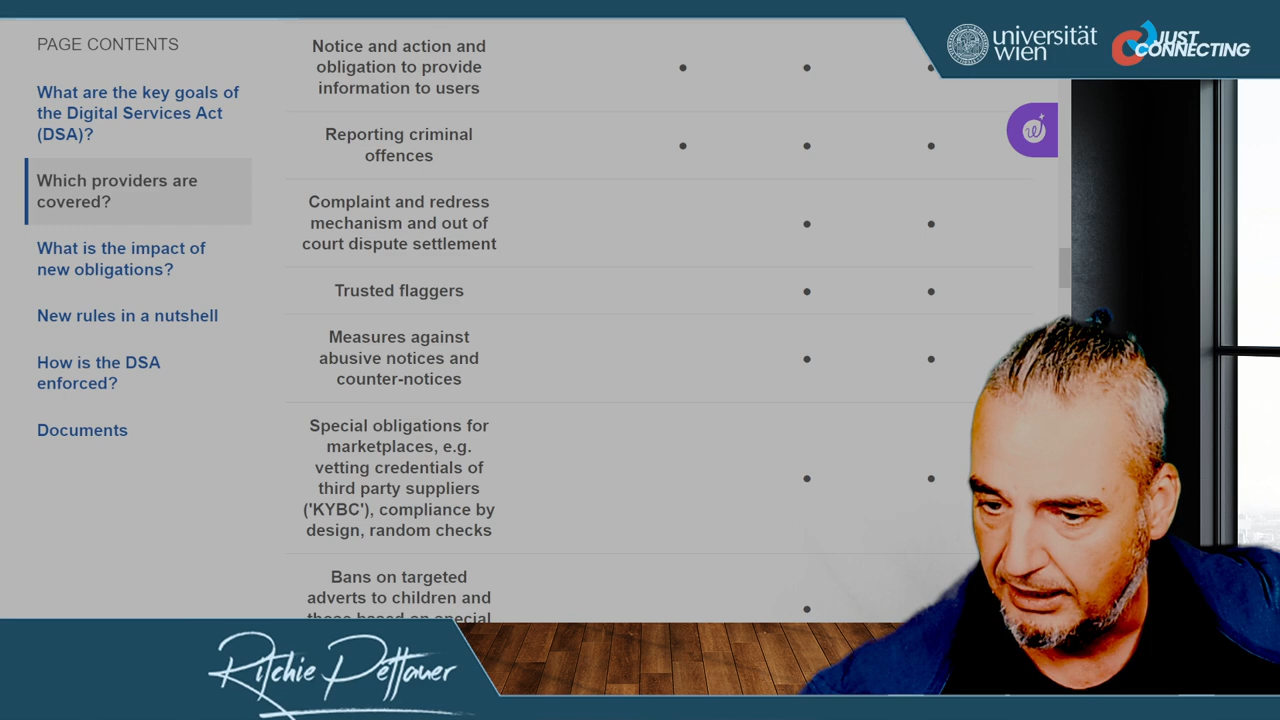 PAGE CONTENTS
What are the key goals of
the Digital Services Act
(DSA)?
Which providers are
covered?
What is the impact of
new obligations?
New rules in a nutshell
How is the DSA
enforced?
Documents
Notice and action and
obligation to provide
information to users
Reporting criminal
offences
Complaint and redress
mechanism and out of
court dispute settlement
Trusted flaggers
Measures against
abusive notices and
counter-notices
Special obligations for
marketplaces, e.g.
vetting credentials of
third party suppliers
('KYBC'), compliance by
design, random checks
Bans on targeted
adverts to children and
those based on special
universität
wien
JUST
CONNECTING
Ritchie Pettauer